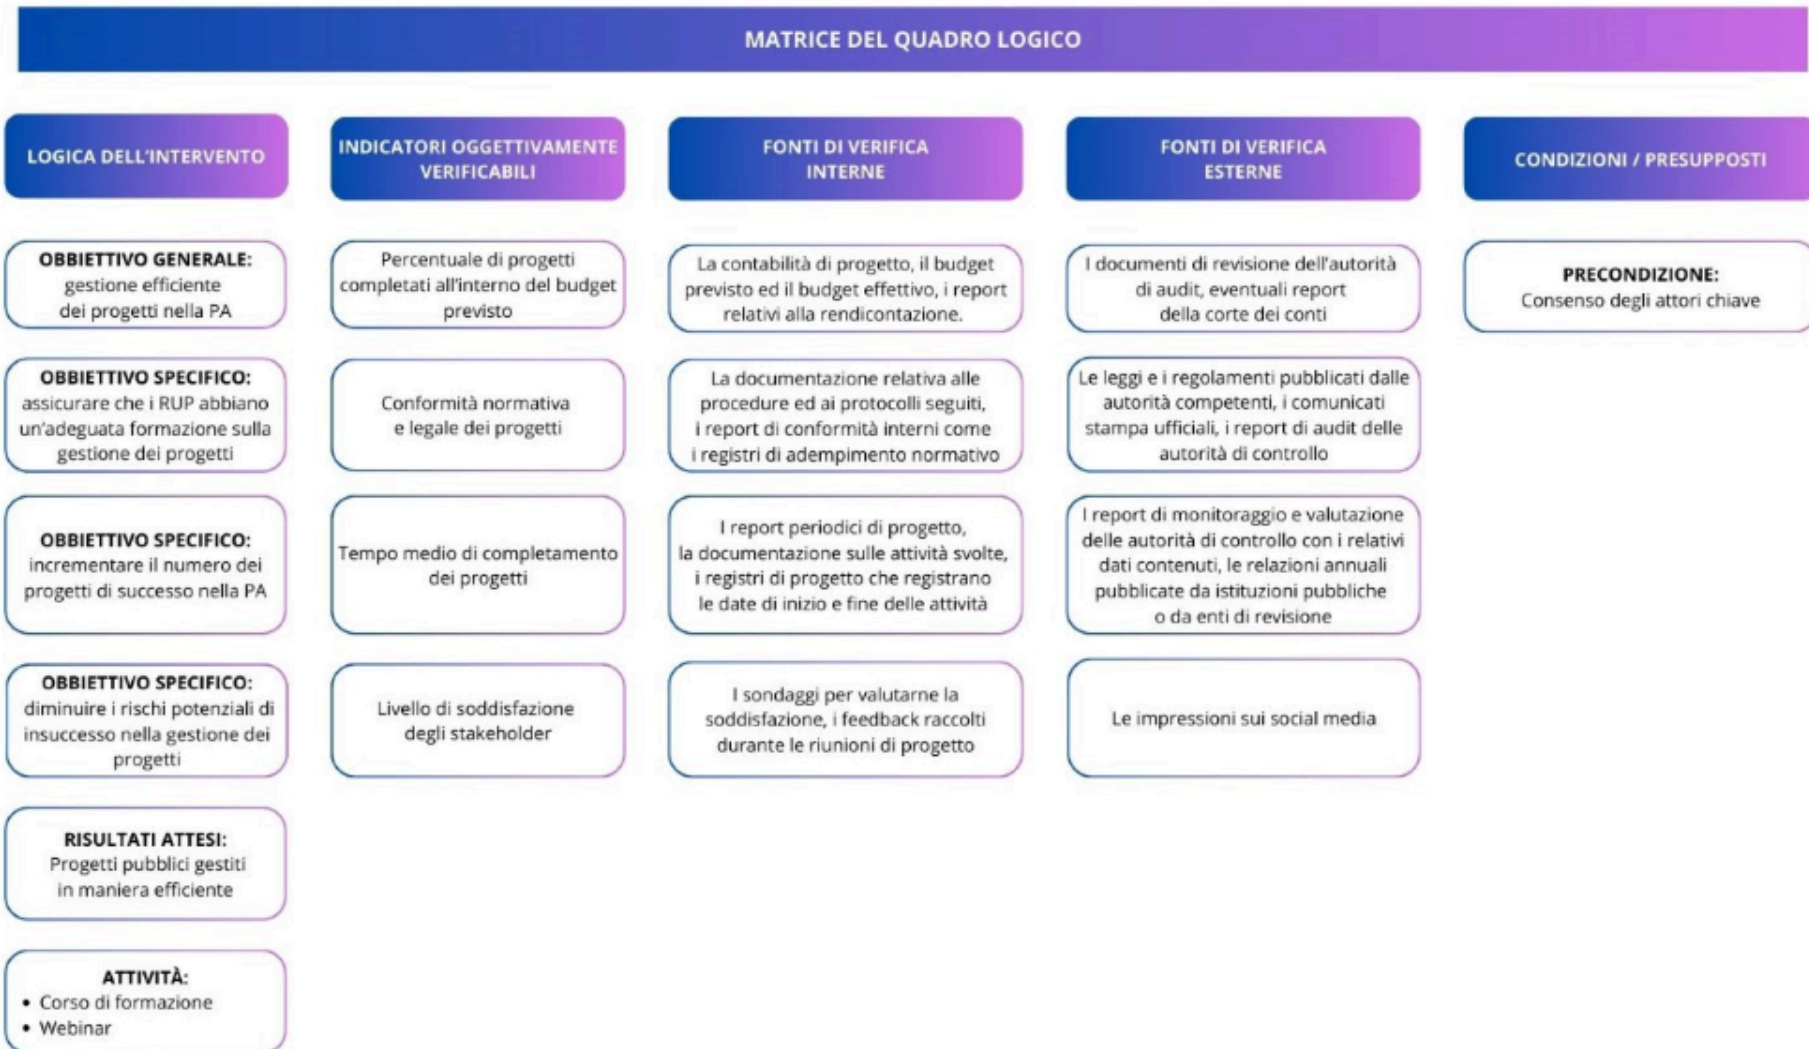 MATRICE DEL QUADRO LOGICO
LOGICA DELL'INTERVENTO
INDICATORI OGGETTIVAMENTE
VERIFICABILI
FONTI DI VERIFICA
INTERNE
FONTI DI VERIFICA
ESTERNE
CONDIZIONI / PRESUPPOSTI
OBBIETTIVO GENERALE:
gestione efficiente
dei progetti nella PA
Percentuale di progetti
completati all'interno del budget
previsto
La contabilità di progetto, il budget
previsto ed il budget effettivo, i report
relativi alla rendicontazione.
I documenti di revisione dell'autorità
di audit, eventuali report
della corte dei conti
PRECONDIZIONE:
Consenso degli attori chiave
OBBIETTIVO SPECIFICO:
assicurare che i RUP abbiano
un'adeguata formazione sulla
gestione dei progetti
Conformità normativa
e legale dei progetti
La documentazione relativa alle
procedure ed ai protocolli seguiti,
i report di conformità interni come
i registri di adempimento normativo
Le leggi e i regolamenti pubblicati dalle
autorità competenti, i comunicati
stampa ufficiali, i report di audit delle
autorità di controllo
OBBIETTIVO SPECIFICO:
incrementare il numero dei
progetti di successo nella PA
Tempo medio di completamento
dei progetti
I report periodici di progetto,
la documentazione sulle attività svolte,
i registri di progetto che registrano
le date di inizio e fine delle attività
I report di monitoraggio e valutazione
delle autorità di controllo con i relativi
dati contenuti, le relazioni annuali
pubblicate da istituzioni pubbliche
o da enti di revisione
OBBIETTIVO SPECIFICO:
diminuire i rischi potenziali di
insuccesso nella gestione dei
progetti
Livello di soddisfazione
degli stakeholder
I sondaggi per valutarne la
soddisfazione, i feedback raccolti
durante le riunioni di progetto
Le impressioni sui social media
RISULTATI ATTESI:
Progetti pubblici gestiti
in maniera efficiente
ATTIVITÀ:
• Corso di formazione
• Webinar